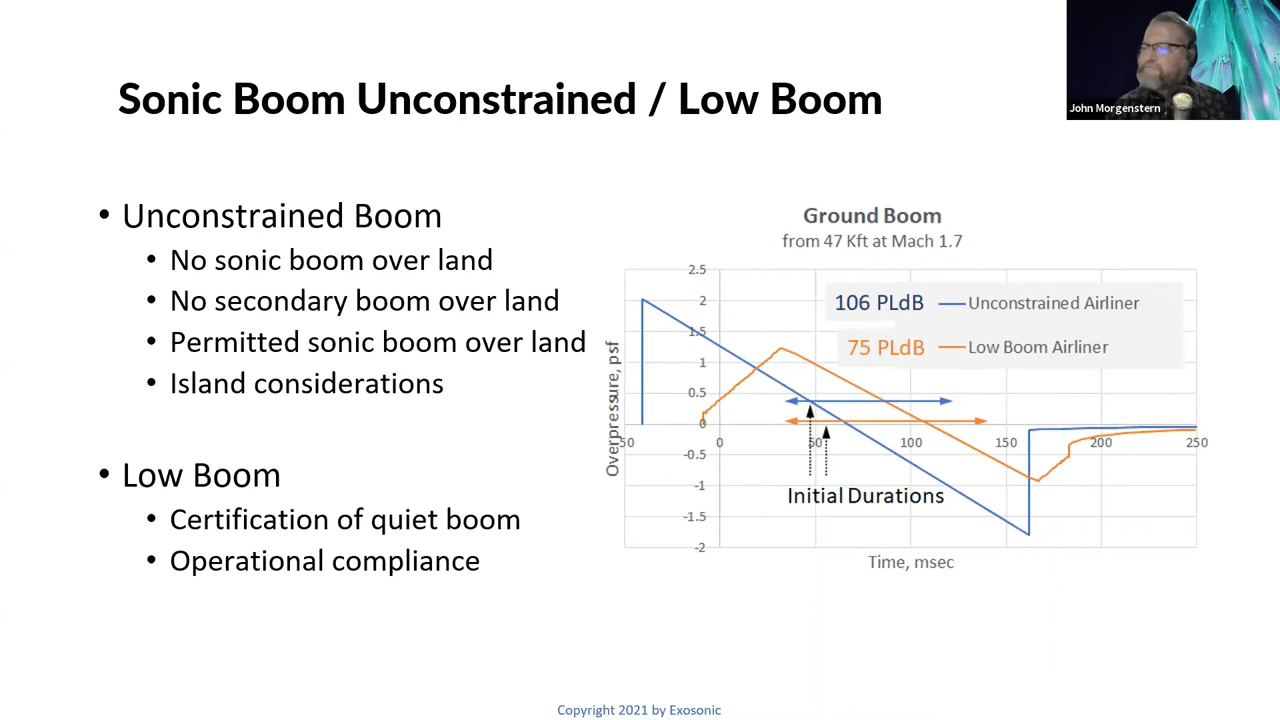 John Morgenstern
Sonic Boom Unconstrained / Low Boom
• Unconstrained Boom
• No sonic boom over land
• No secondary boom over land
• Permitted sonic boom over land
• Island considerations
• Low Boom
• Certification of quiet boom
• Operational compliance
Ground Boom
from 47 Kft at Mach 1.7
106 PLdB Unconstrained Airliner
75 PLdB Low Boom Airliner
Overpressure, psf
2.5
2
1.5
1
0.5
0
-0.5
-1
-1.5
-2
-50 0 50 100 150 200 250
Initial Durations
Time, msec
Copyright 2021 by Exosonic